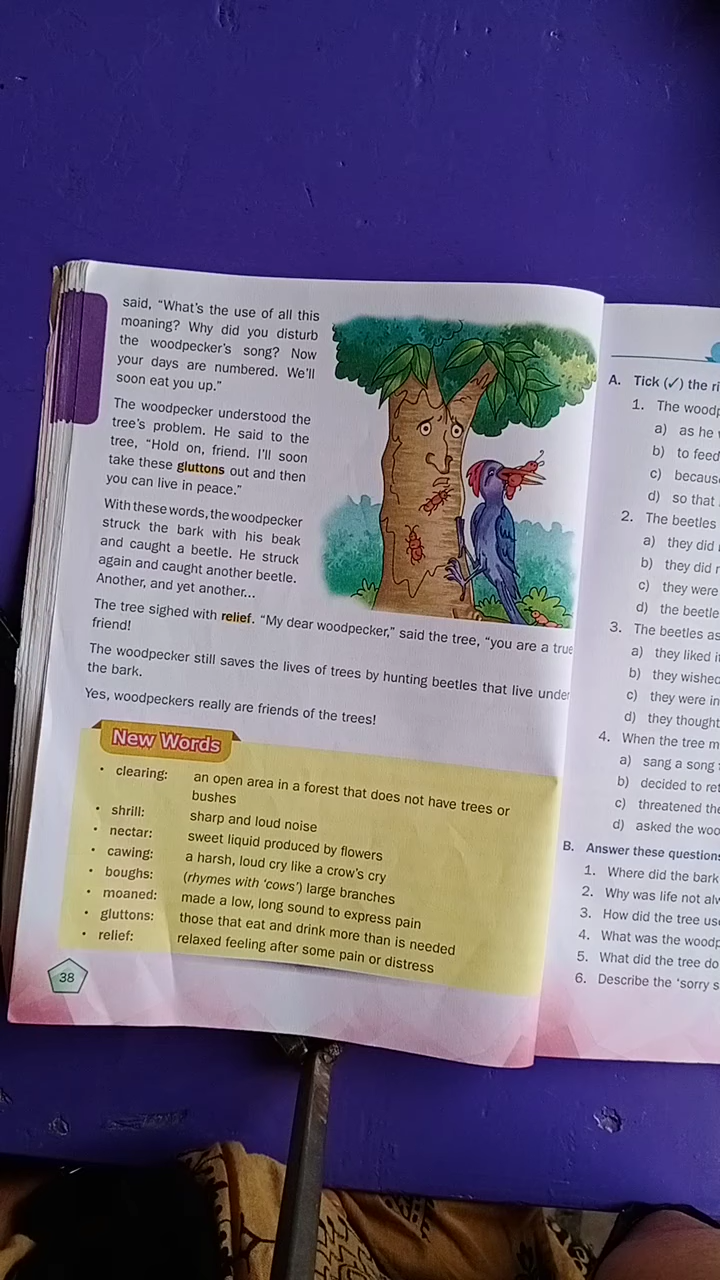 said, “What's the use of all this
moaning? Why did you disturb
the woodpecker's song? Now
your days are numbered. We'll
soon eat you up.”
The woodpecker understood the
tree's problem. He said to the
tree, “Hold on, friend. I'll soon
take these gluttons out and then
you can live in peace.”
With these words, the woodpecker
struck the bark with his beak
and caught a beetle. He struck
again and caught another beetle.
Another, and yet another...
The tree sighed with relief. “My dear woodpecker,” said the tree, “you are a true
friend!
The woodpecker still saves the lives of trees by hunting beetles that live under
the bark.
Yes, woodpeckers really are friends of the trees!
New Words
• clearing: an open area in a forest that does not have trees or
bushes
• shrill: sharp and loud noise
• nectar: sweet liquid produced by flowers
• cawing: a harsh, loud cry like a crow's cry
• boughs: (rhymes with ‘cows’) large branches
• moaned: made a low, long sound to express pain
• gluttons: those that eat and drink more than is needed
• relief: relaxed feeling after some pain or distress
38
A. Tick (✓) the
1. The
a) as he
b) to feed
c)
d) so that
2. The beetles
a) they did
b) they did
c) they were
d) the beetle
3. The beetles
a) they liked
b) they wished
c) they were
d) they thought
4. When the tree
a) sang a song
b) decided to
c) threatened the
d) asked the
B. Answer these questions
1. Where did the bark
2. Why was life not
3. How did the tree
4. What was the
5. What did the tree do
6. Describe the ‘sorry